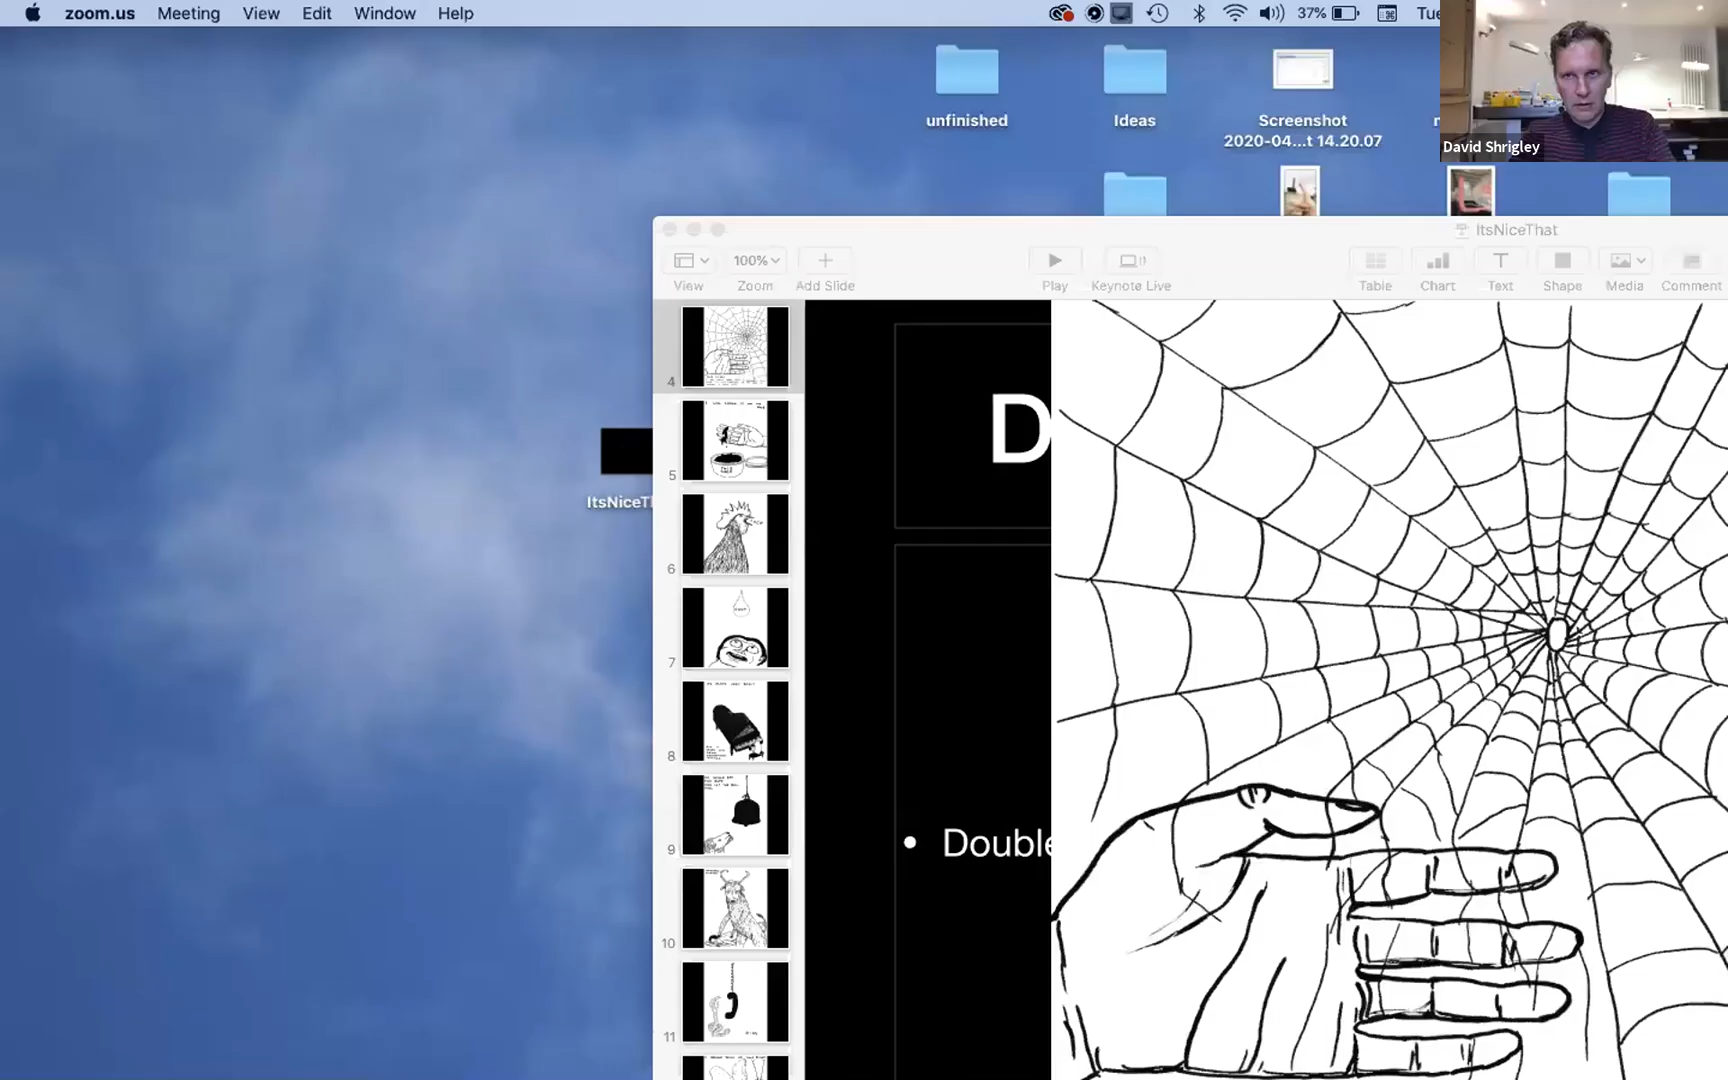 zoom.us Meeting View Edit Window Help 37% Tue
David Shrigley
unfinished
Ideas
Screenshot
2020-04...t 14.20.07
ItsNiceThat
100%
View Zoom Add Slide Play Keynote Live Table Chart Text Shape Media Comment
4
5
6
7
8
9
10
11
ItsNiceTh
D
• Double